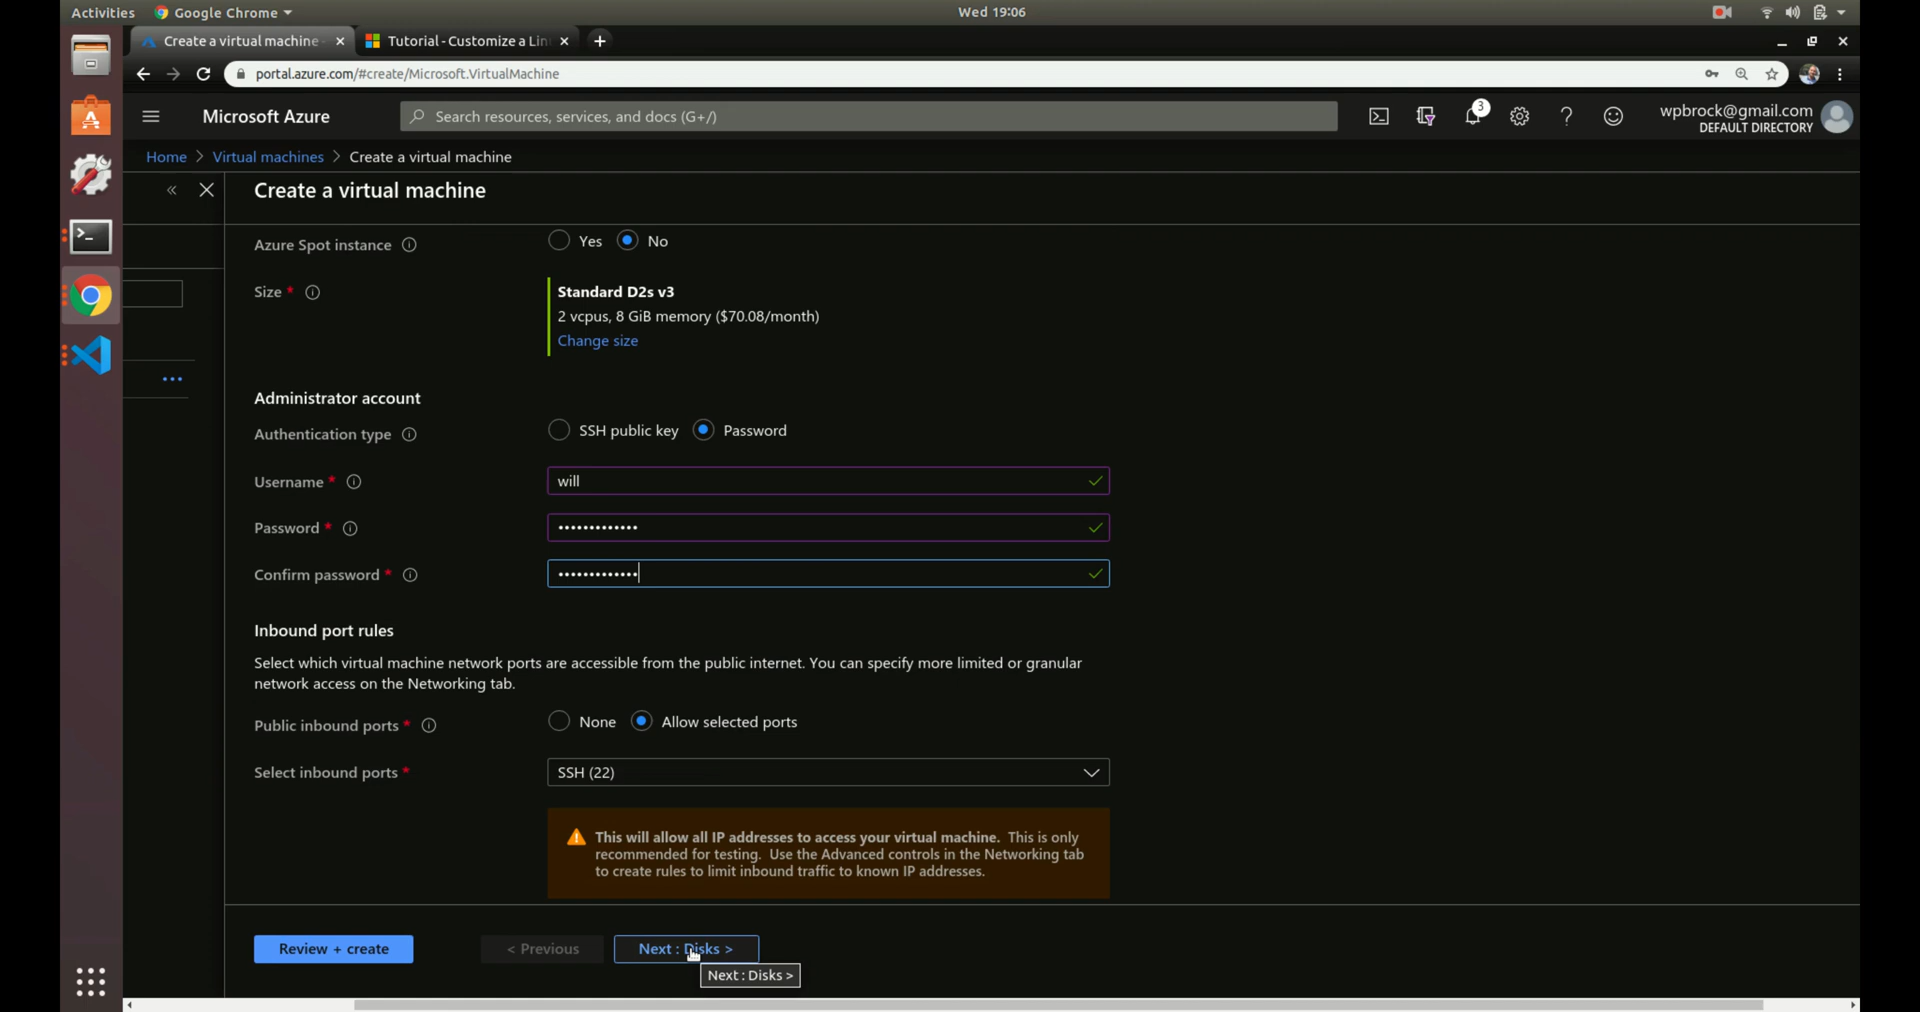 Activities
Google Chrome
Wed 19:06
Create a virtual machine -
Tutorial - Customize a Lin
portal.azure.com/#create/Microsoft.VirtualMachine
Microsoft Azure
Search resources, services, and docs (G+/)
3
wpbrock@gmail.com
DEFAULT DIRECTORY
Home > Virtual machines > Create a virtual machine
Create a virtual machine
Azure Spot instance
Yes
No
Size *
Standard D2s v3
2 vcpus, 8 GiB memory ($70.08/month)
Change size
Administrator account
Authentication type
SSH public key
Password
Username *
will
Password *
•••••••••••••
Confirm password *
•••••••••••••
Inbound port rules
Select which virtual machine network ports are accessible from the public internet. You can specify more limited or granular
network access on the Networking tab.
Public inbound ports *
None
Allow selected ports
Select inbound ports *
SSH (22)
This will allow all IP addresses to access your virtual machine. This is only
recommended for testing. Use the Advanced controls in the Networking tab
to create rules to limit inbound traffic to known IP addresses.
Review + create
< Previous
Next : Disks >
Next : Disks >